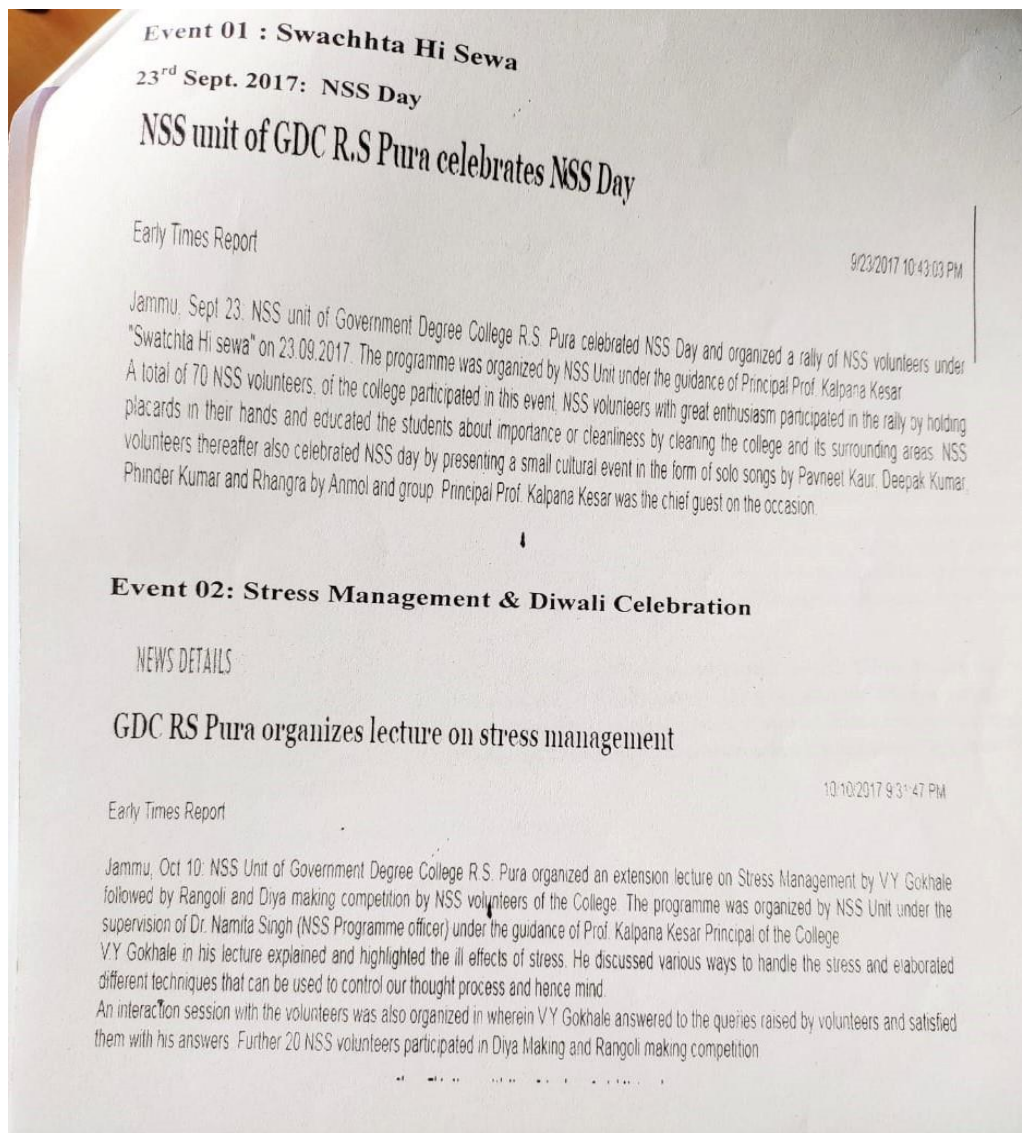 Event 01 : Swachhta Hi Sewa
23rd Sept. 2017: NSS Day
NSS unit of GDC R.S Pura celebrates NSS Day
Early Times Report
9/23/2017 10:43:03 PM
Jammu, Sept 23: NSS unit of Government Degree College R.S. Pura celebrated NSS Day and organized a rally of NSS volunteers under
"Swatchta Hi sewa" on 23.09.2017. The programme was organized by NSS Unit under the guidance of Principal Prof. Kalpana Kesar
A total of 70 NSS volunteers, of the college participated in this event. NSS volunteers with great enthusiasm participated in the rally by holding
placards in their hands and educated the students about importance or cleanliness by cleaning the college and its surrounding areas. NSS
volunteers thereafter also celebrated NSS day by presenting a small cultural event in the form of solo songs by Pavneet Kaur, Deepak Kumar,
Phinder Kumar and Rhangra by Anmol and group. Principal Prof. Kalpana Kesar was the chief guest on the occasion.
Event 02: Stress Management & Diwali Celebration
NEWS DETAILS
GDC RS Pura organizes lecture on stress management
10/10/2017 9:31:47 PM
Early Times Report
Jammu, Oct 10: NSS Unit of Government Degree College R.S. Pura organized an extension lecture on Stress Management by V Y Gokhale
followed by Rangoli and Diya making competition by NSS volunteers of the College. The programme was organized by NSS Unit under the
supervision of Dr. Namita Singh (NSS Programme officer) under the guidance of Prof. Kalpana Kesar Principal of the College
V.Y Gokhale in his lecture explained and highlighted the ill effects of stress. He discussed various ways to handle the stress and elaborated
different techniques that can be used to control our thought process and hence mind.
An interaction session with the volunteers was also organized in wherein V Y Gokhale answered to the queries raised by volunteers and satisfied
them with his answers. Further 20 NSS volunteers participated in Diya Making and Rangoli making competition